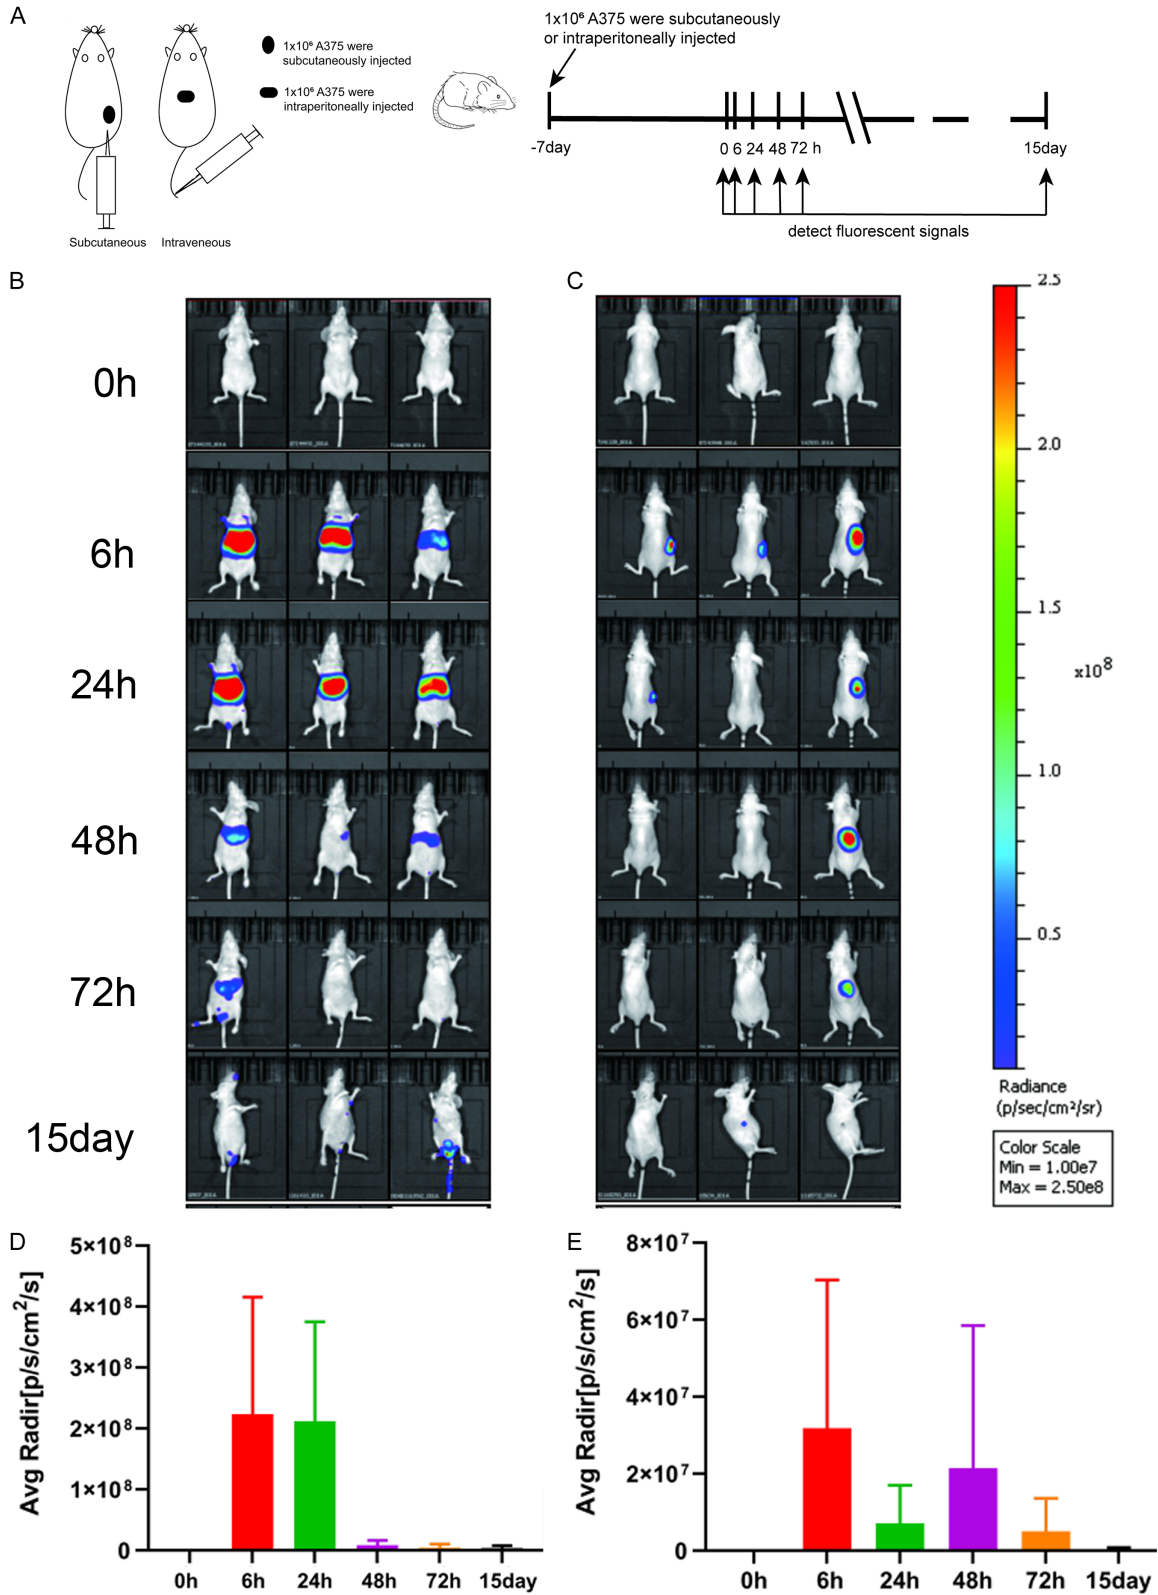 A
1x10⁶ A375 were
subcutaneously injected
1x10⁶ A375 were
intraperitoneally injected
Subcutaneous
Intraveneous
1x10⁶ A375 were subcutaneously
or intraperitoneally injected
-7day
0 6 24 48 72 h
15day
detect fluorescent signals
B
C
0h
6h
24h
48h
72h
15day
2.5
2.0
1.5
x10⁸
1.0
0.5
Radiance
(p/sec/cm²/sr)
Color Scale
Min = 1.00e7
Max = 2.50e8
D
Avg Radir[p/s/cm²/s]
5×10⁸
4×10⁸
3×10⁸
2×10⁸
1×10⁸
0
0h 6h 24h 48h 72h 15day
E
Avg Radir[p/s/cm²/s]
8×10⁷
6×10⁷
4×10⁷
2×10⁷
0
0h 6h 24h 48h 72h 15day